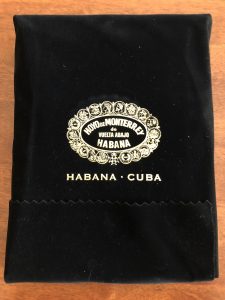 HOYO DE MONTERREY
de
VUELTA ABAJO
HABANA
HABANA · CUBA